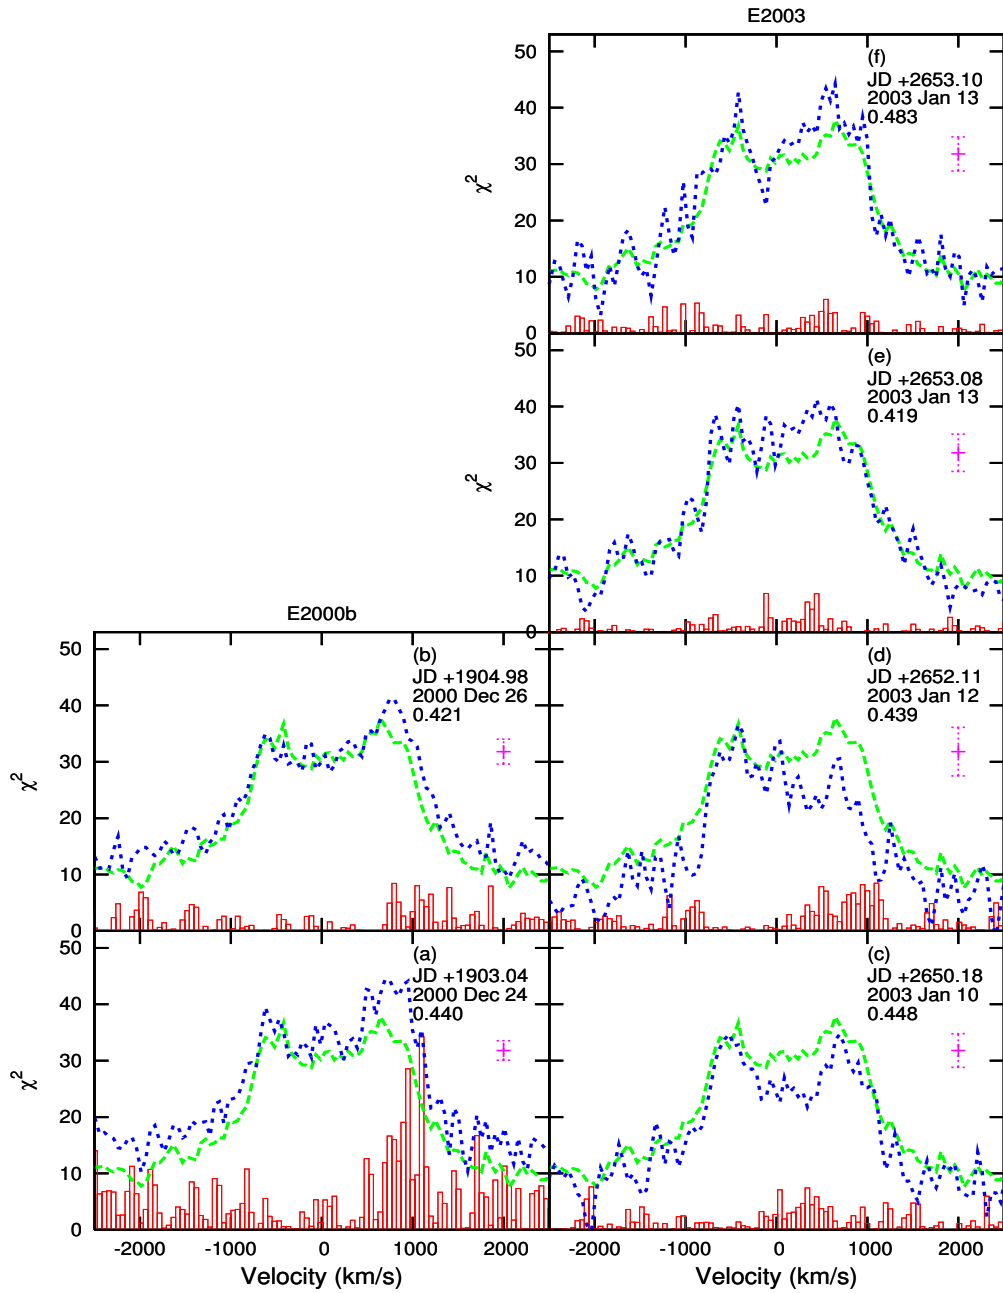 E2003
50
40
30
20
10
0
χ2
(f)
JD +2653.10
2003 Jan 13
0.483
50
40
30
20
10
0
χ2
(e)
JD +2653.08
2003 Jan 13
0.419
E2000b
50
40
30
20
10
0
χ2
(b)
JD +1904.98
2000 Dec 26
0.421
(d)
JD +2652.11
2003 Jan 12
0.439
50
40
30
20
10
0
χ2
(a)
JD +1903.04
2000 Dec 24
0.440
(c)
JD +2650.18
2003 Jan 10
0.448
-2000 -1000 0 1000 2000
-2000 -1000 0 1000 2000
Velocity (km/s)
Velocity (km/s)